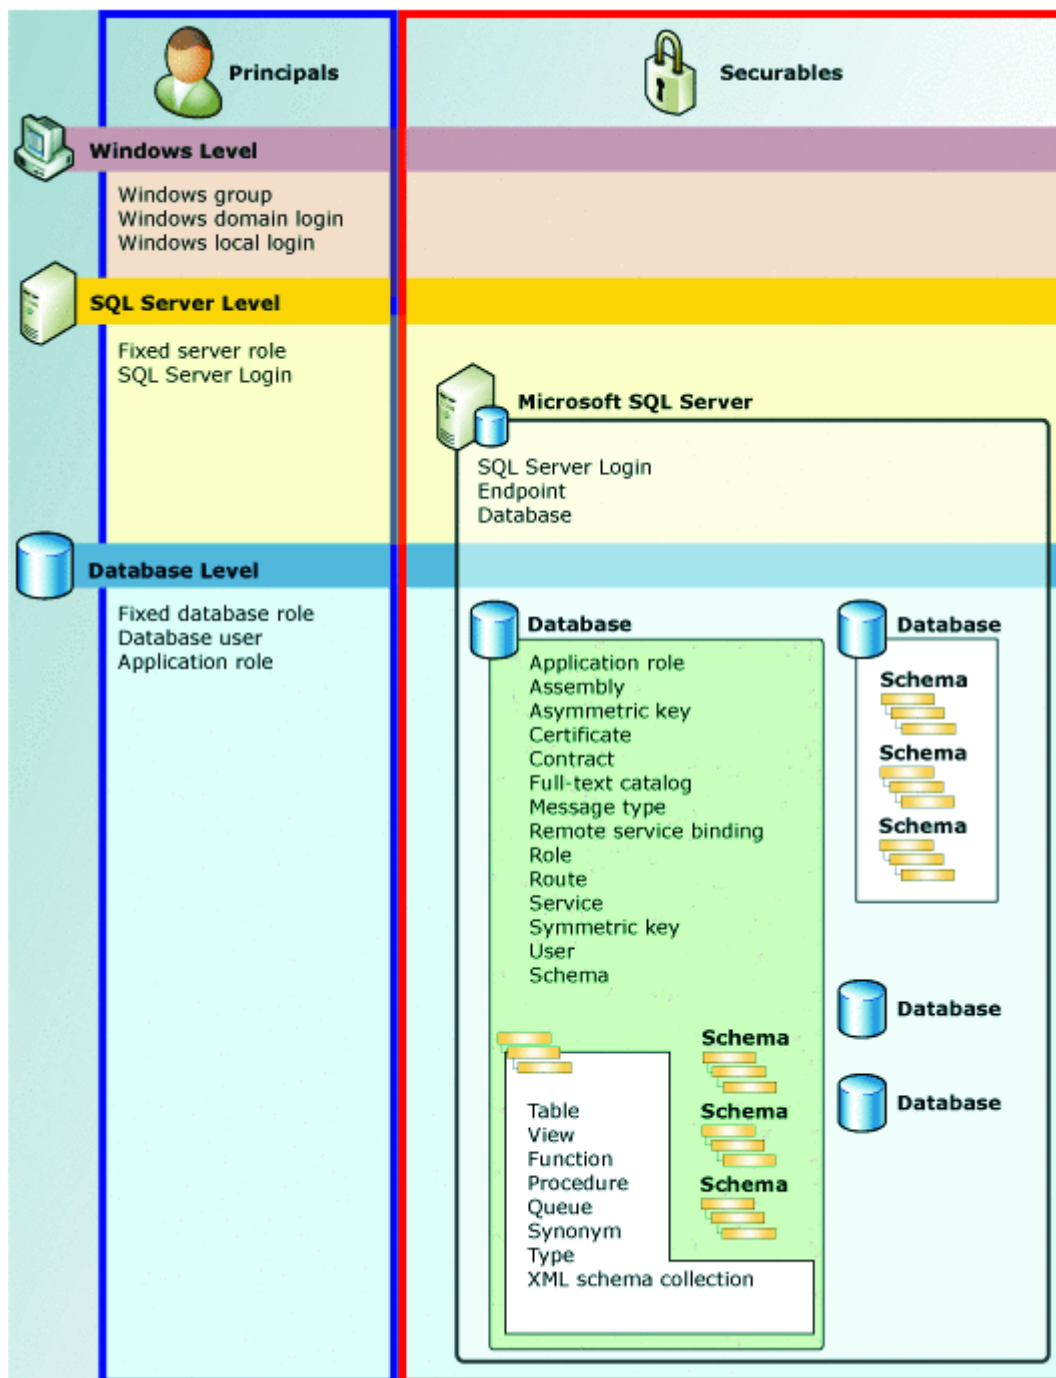 Principals
Securables
Windows Level
Windows group
Windows domain login
Windows local login
SQL Server Level
Fixed server role
SQL Server Login
Microsoft SQL Server
SQL Server Login
Endpoint
Database
Database Level
Fixed database role
Database user
Application role
Database
Application role
Assembly
Asymmetric key
Certificate
Contract
Full-text catalog
Message type
Remote service binding
Role
Route
Service
Symmetric key
User
Schema
Table
View
Function
Procedure
Queue
Synonym
Type
XML schema collection
Schema
Schema
Schema
Database
Schema
Schema
Schema
Database
Database